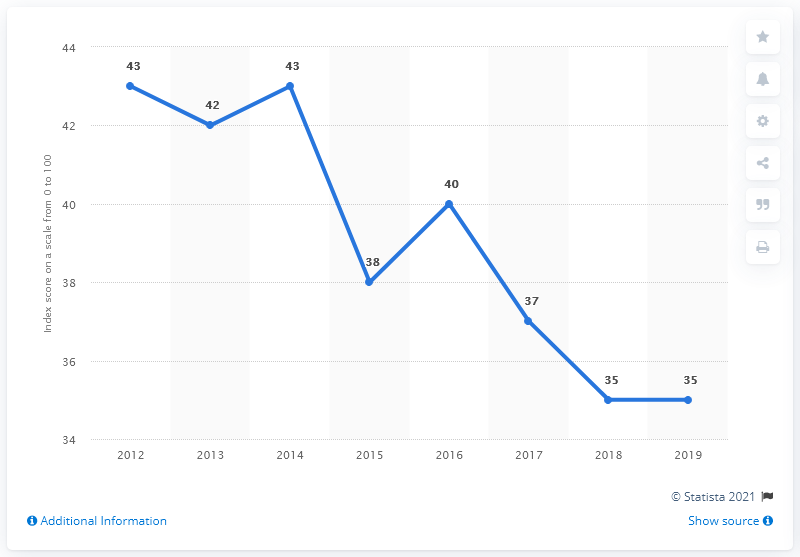 44
42
40
38
36
34
Index score on a scale from 0 to 100
43
42
43
38
40
37
35
35
2012 2013 2014 2015 2016 2017 2018 2019
© Statista 2021
Additional Information
Show source